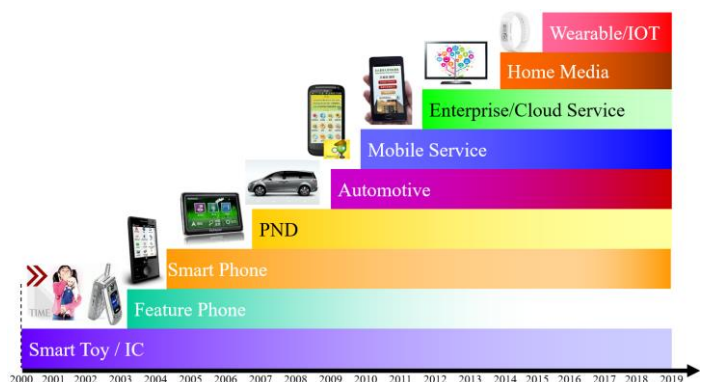 Wearable/IOT
Home Media
Enterprise/Cloud Service
Mobile Service
Automotive
PND
Smart Phone
TIME
Feature Phone
Smart Toy / IC
2000 2001 2002 2003 2004 2005 2006 2007 2008 2009 2010 2011 2012 2013 2014 2015 2016 2017 2018 2019